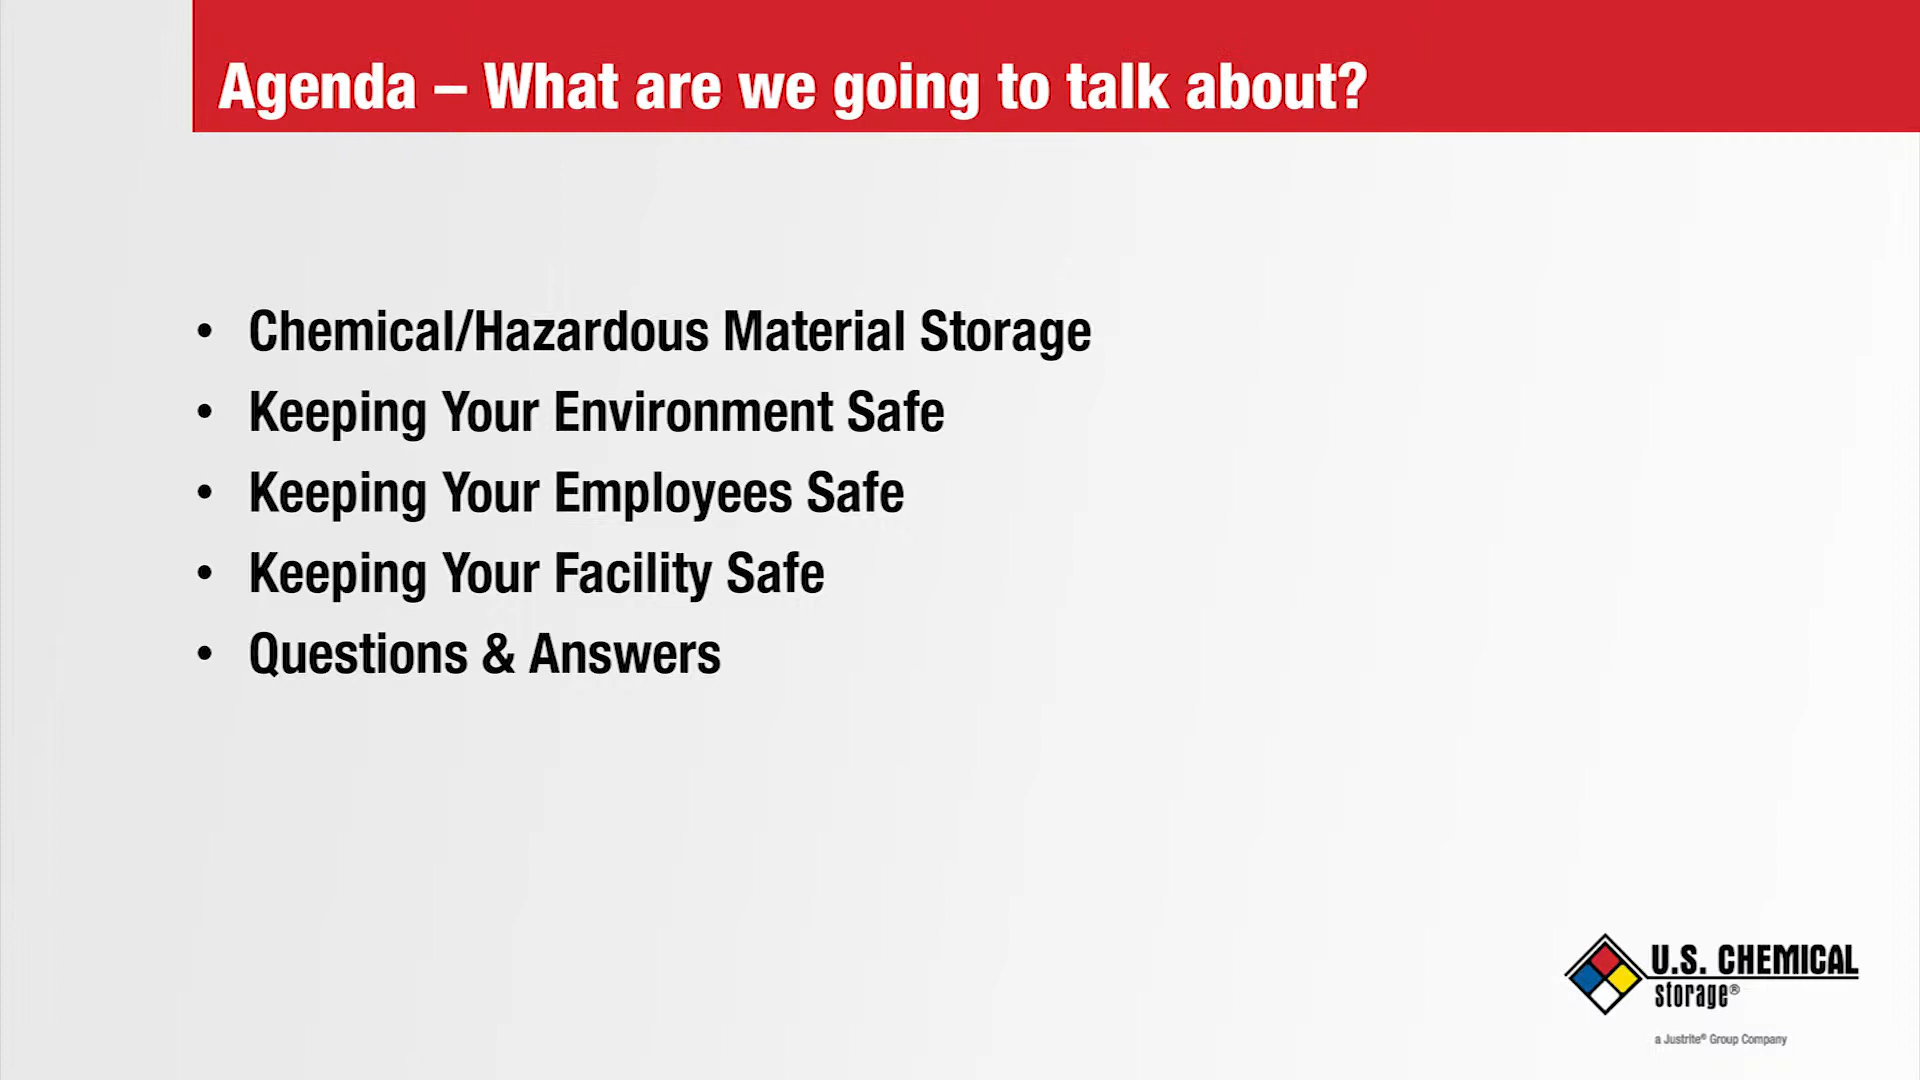 Agenda – What are we going to talk about?
• Chemical/Hazardous Material Storage
• Keeping Your Environment Safe
• Keeping Your Employees Safe
• Keeping Your Facility Safe
• Questions & Answers
U.S. CHEMICAL
storage®
a Justrite® Group Company